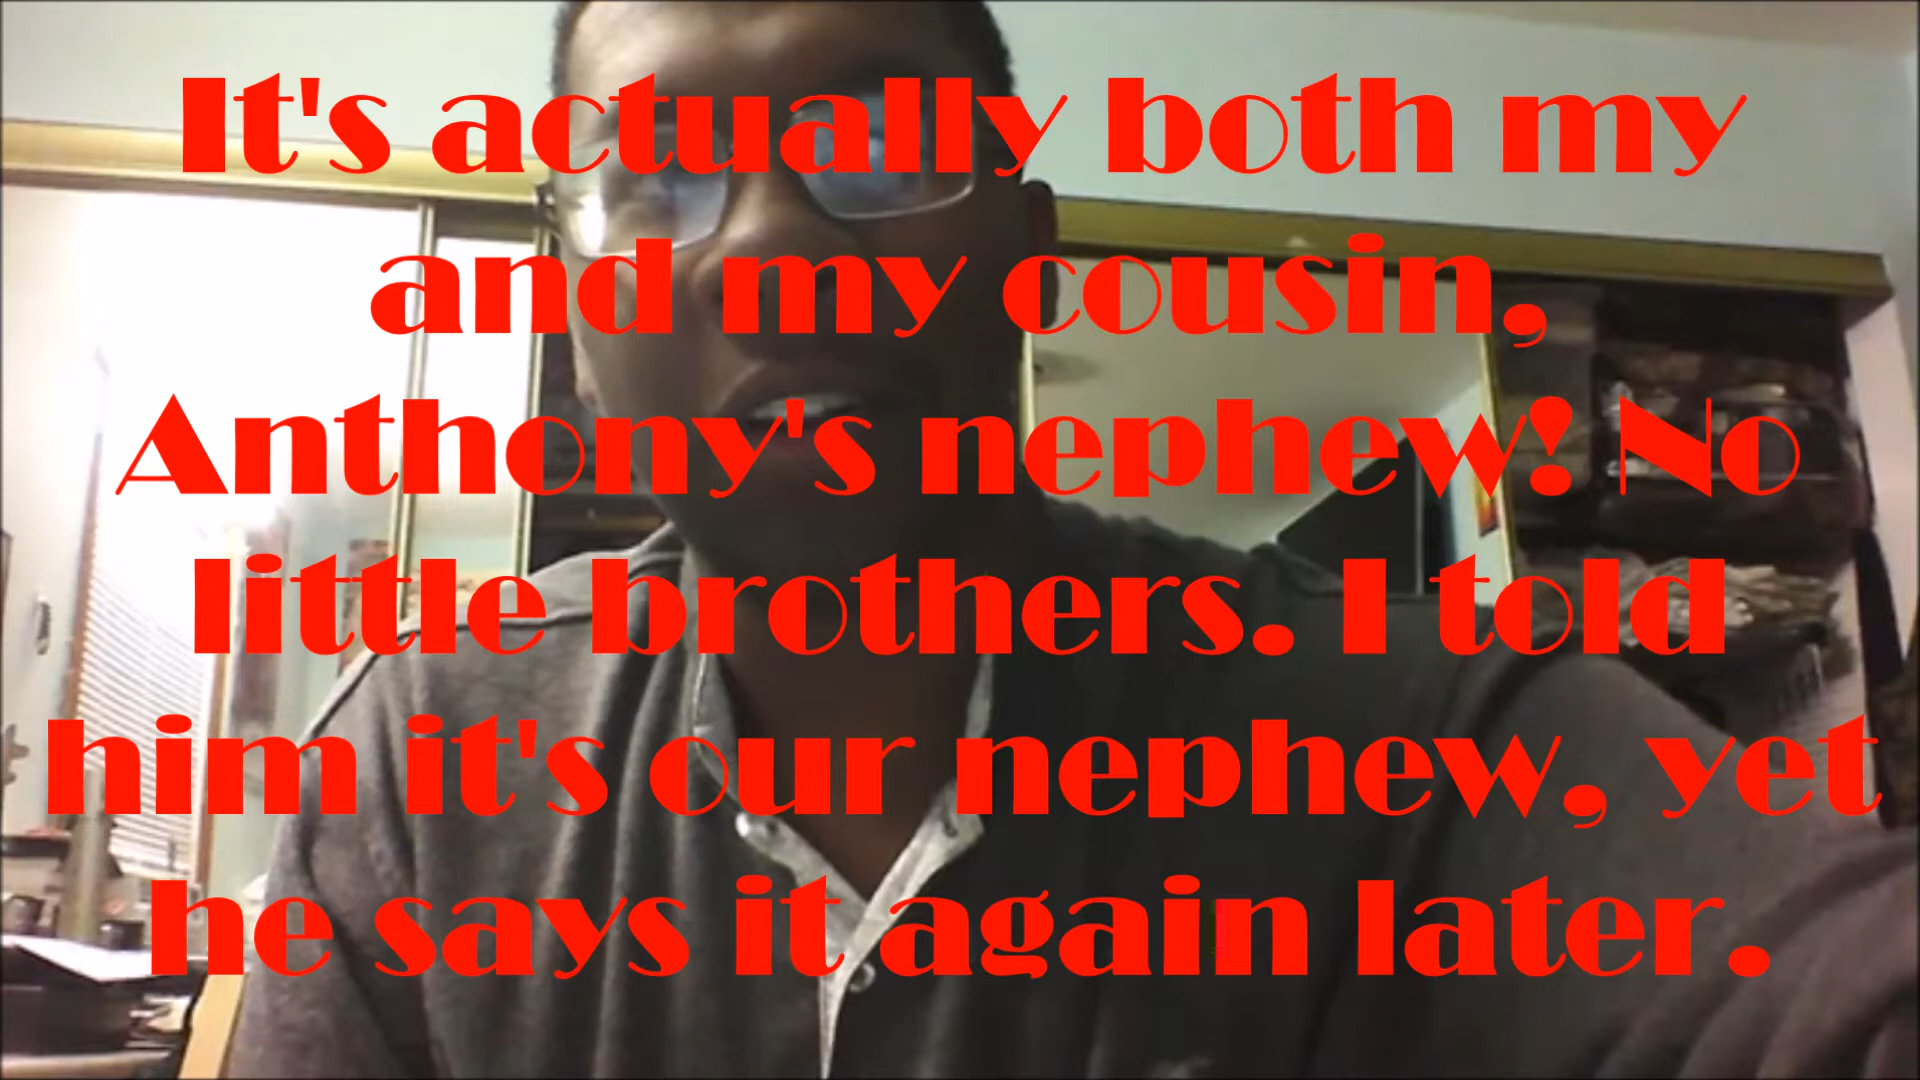 It's actually both my
and my cousin,
Anthony's nephew! No
little brothers. I told
him it's our nephew, yet
he says it again later.